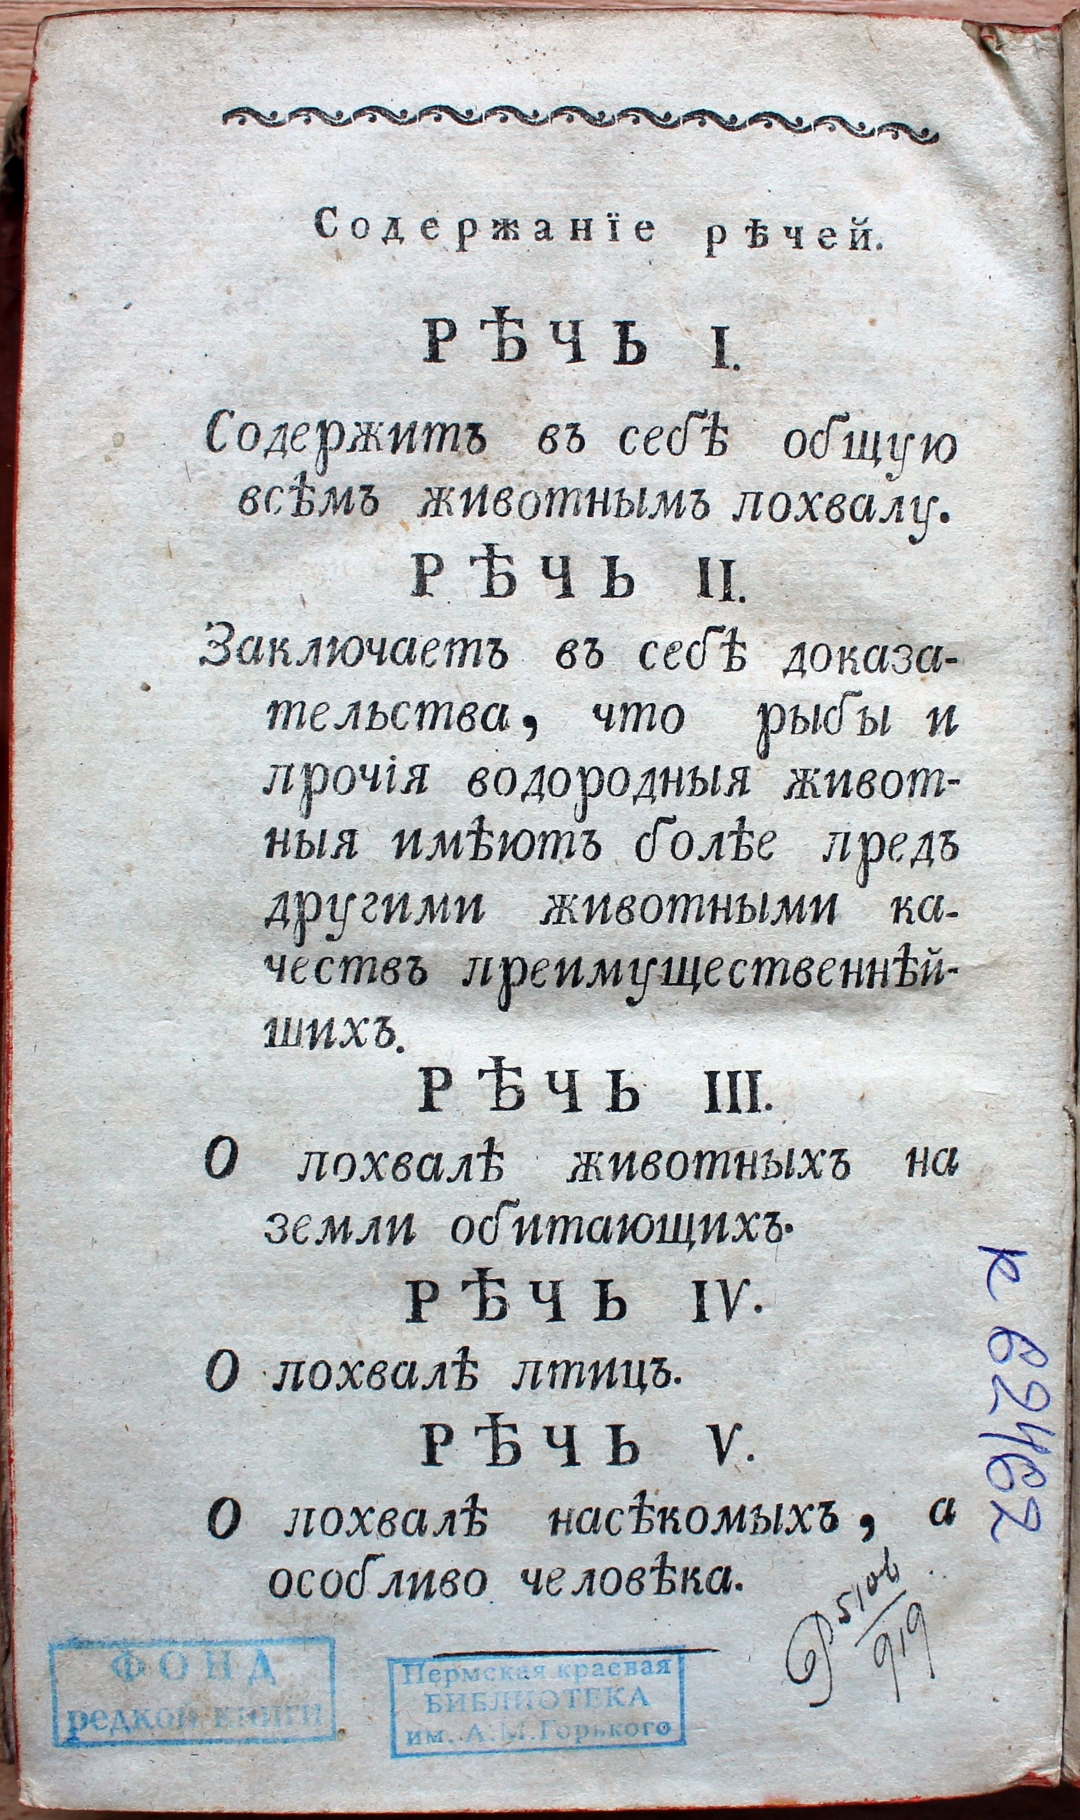 Содержанїе рѣчей.
РѢЧЬ I.
Содержитъ въ себѣ общую
всѣмъ животнымъ похвалу.
РѢЧЬ II.
Заключаетъ въ себѣ доказа-
тельства, что рыбы и
прочія водородныя живот-
ныя имѣютъ болѣе предъ
другими животными ка-
чествъ преимущественнѣй-
шихъ.
РѢЧЬ III.
О похвалѣ животныхъ на
земли обитающихъ.
РѢЧЬ IV.
О похвалѣ птицъ.
РѢЧЬ V.
О похвалѣ насѣкомыхъ, а
особливо человѣка.
ФОНД
редкой книги
Пермская краевая
БИБЛИОТЕКА
им. А.М.Горького
919
к 62462